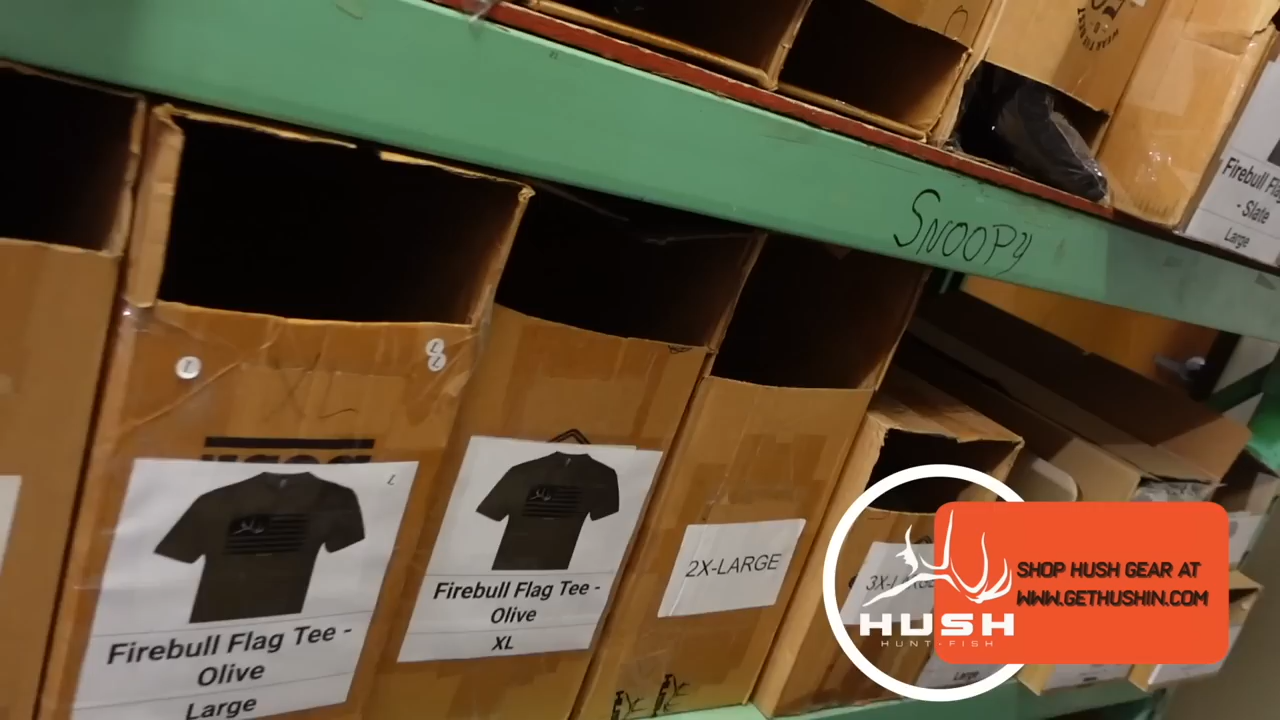 SNOOPY
Firebull
- Slate
Large
L
L
L
L
Firebull Flag Tee -
Olive
Large
Firebull Flag Tee -
Olive
XL
2X-LARGE
HUSH
HUNT-FISH
SHOP HUSH GEAR AT
WWW.GETHUSHIN.COM
Large